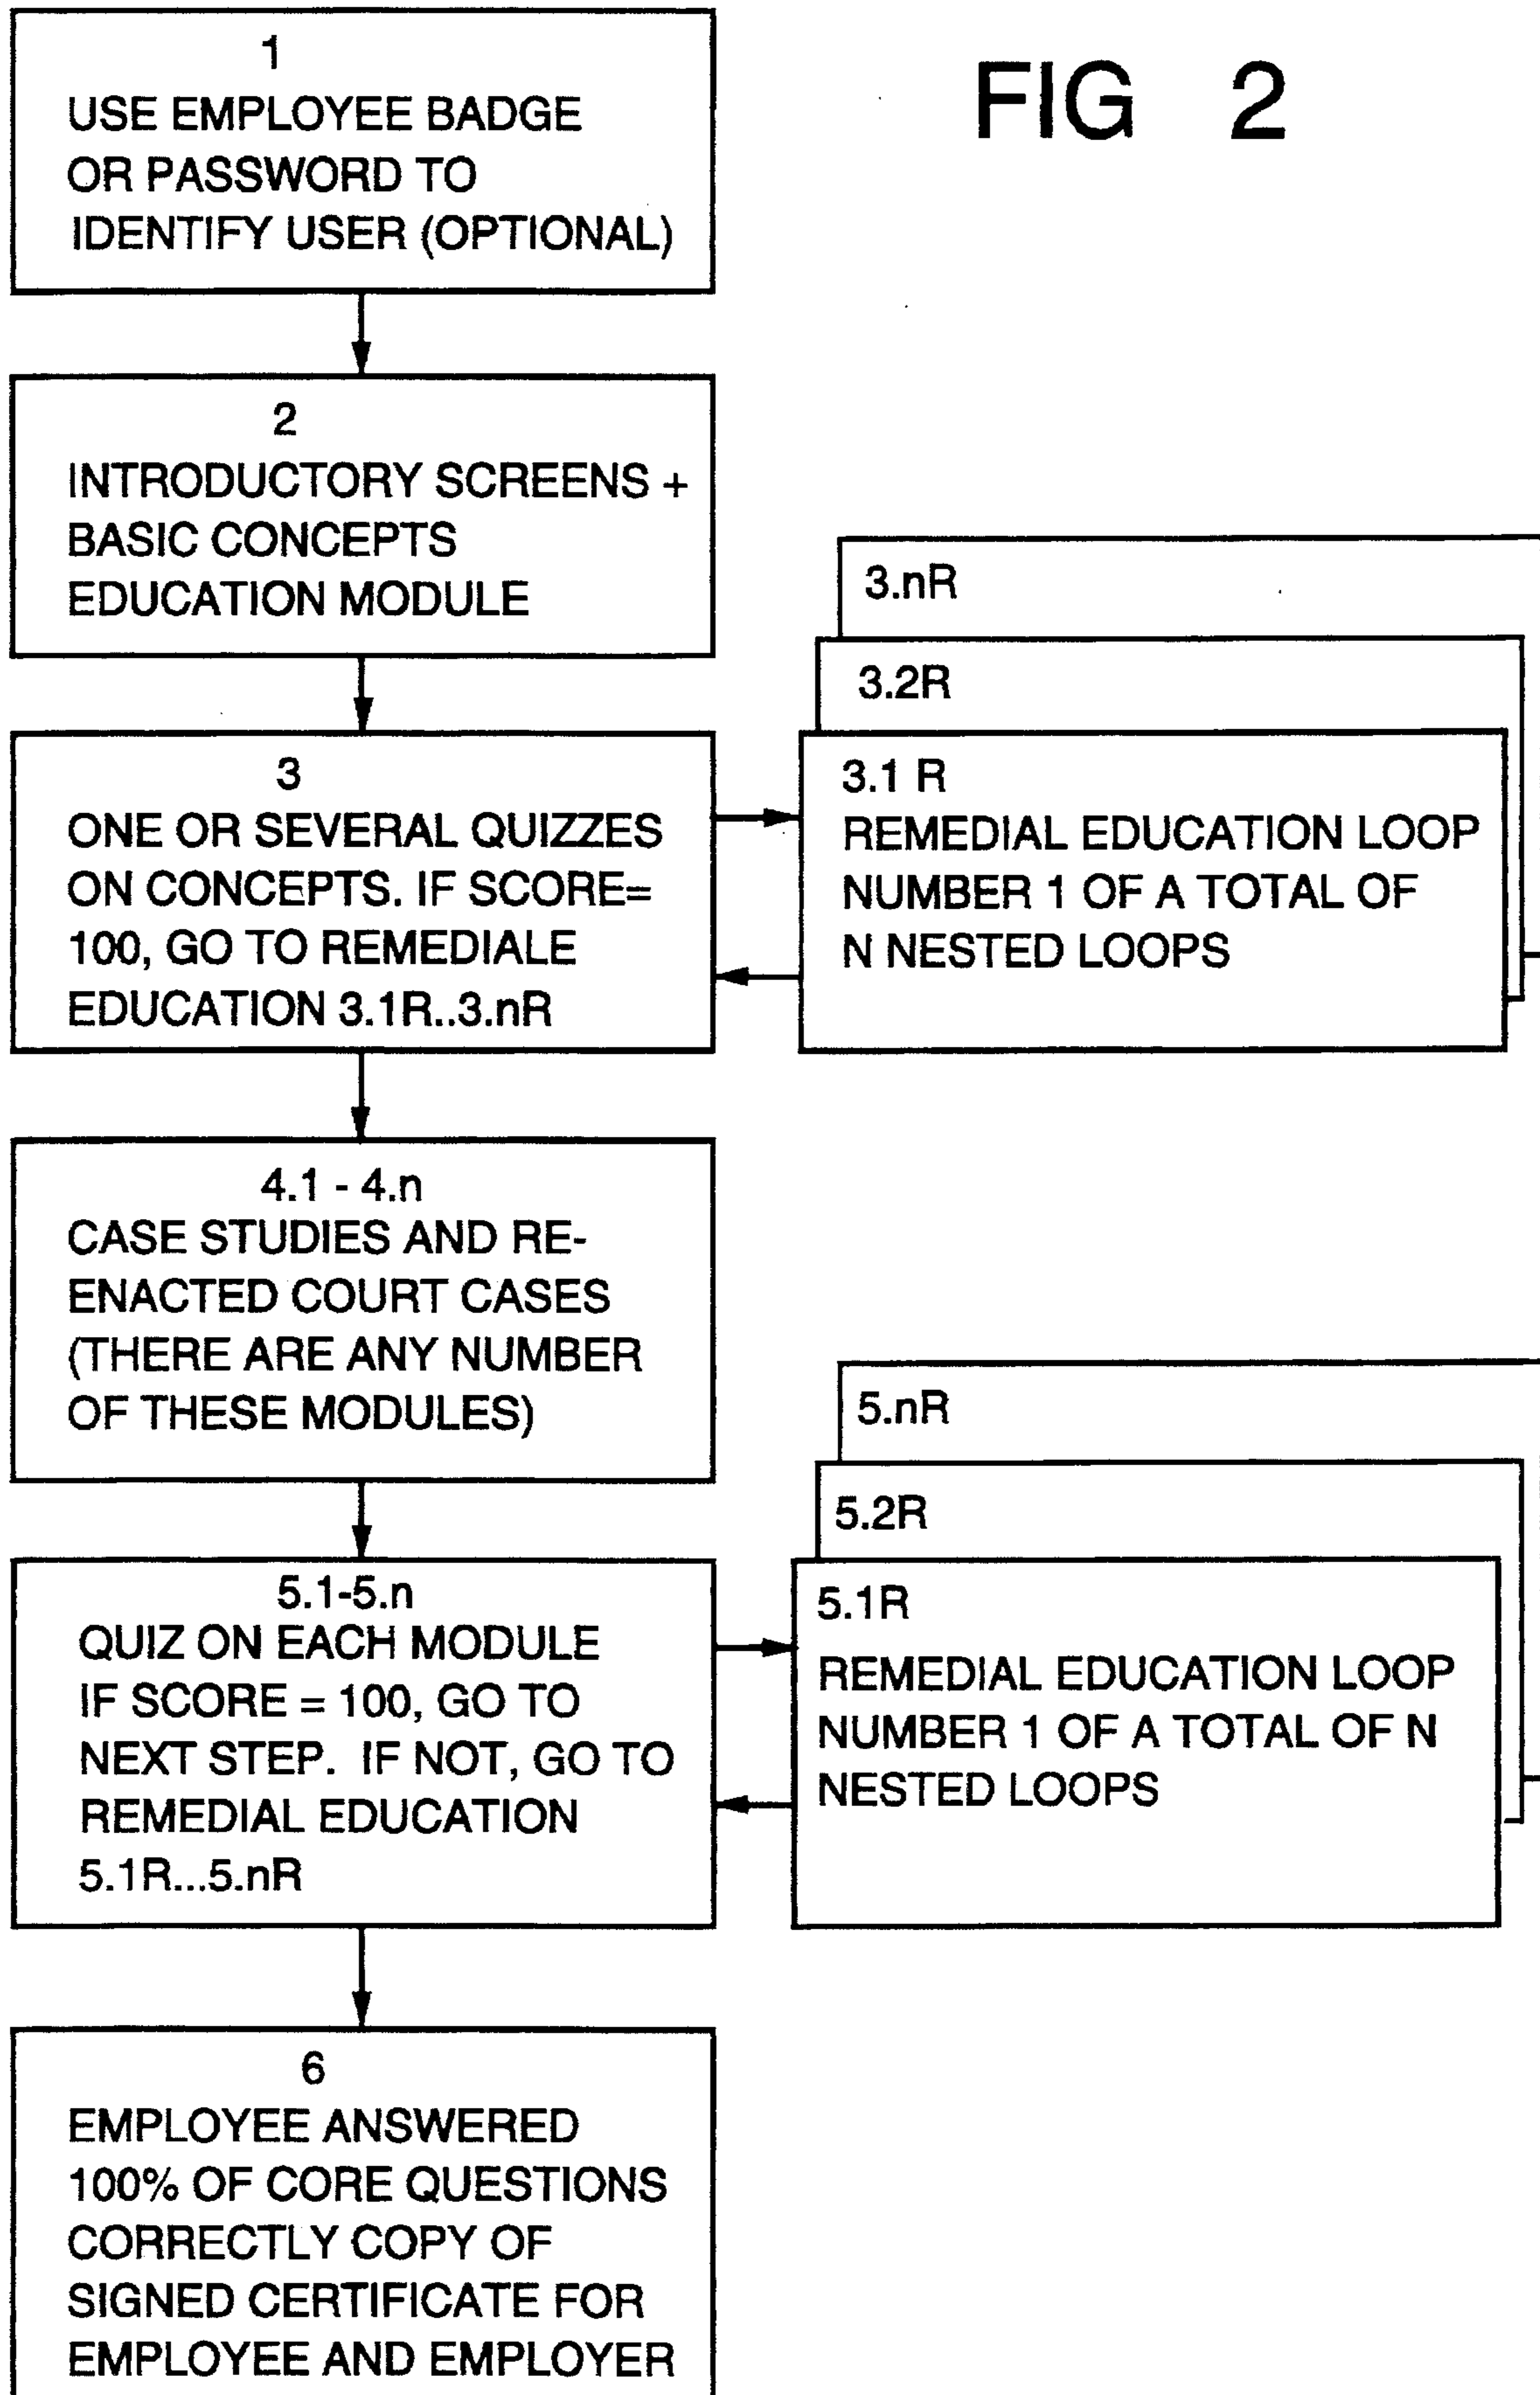 FIG 2
1
USE EMPLOYEE BADGE
OR PASSWORD TO
IDENTIFY USER (OPTIONAL)
2
INTRODUCTORY SCREENS +
BASIC CONCEPTS
EDUCATION MODULE
3
ONE OR SEVERAL QUIZZES
ON CONCEPTS. IF SCORE=
100, GO TO REMEDIALE
EDUCATION 3.1R..3.nR
3.nR
3.2R
3.1 R
REMEDIAL EDUCATION LOOP
NUMBER 1 OF A TOTAL OF
N NESTED LOOPS
4.1 - 4.n
CASE STUDIES AND RE-
ENACTED COURT CASES
(THERE ARE ANY NUMBER
OF THESE MODULES)
5.1-5.n
QUIZ ON EACH MODULE
IF SCORE = 100, GO TO
NEXT STEP. IF NOT, GO TO
REMEDIAL EDUCATION
5.1R...5.nR
5.nR
5.2R
5.1R
REMEDIAL EDUCATION LOOP
NUMBER 1 OF A TOTAL OF N
NESTED LOOPS
6
EMPLOYEE ANSWERED
100% OF CORE QUESTIONS
CORRECTLY COPY OF
SIGNED CERTIFICATE FOR
EMPLOYEE AND EMPLOYER